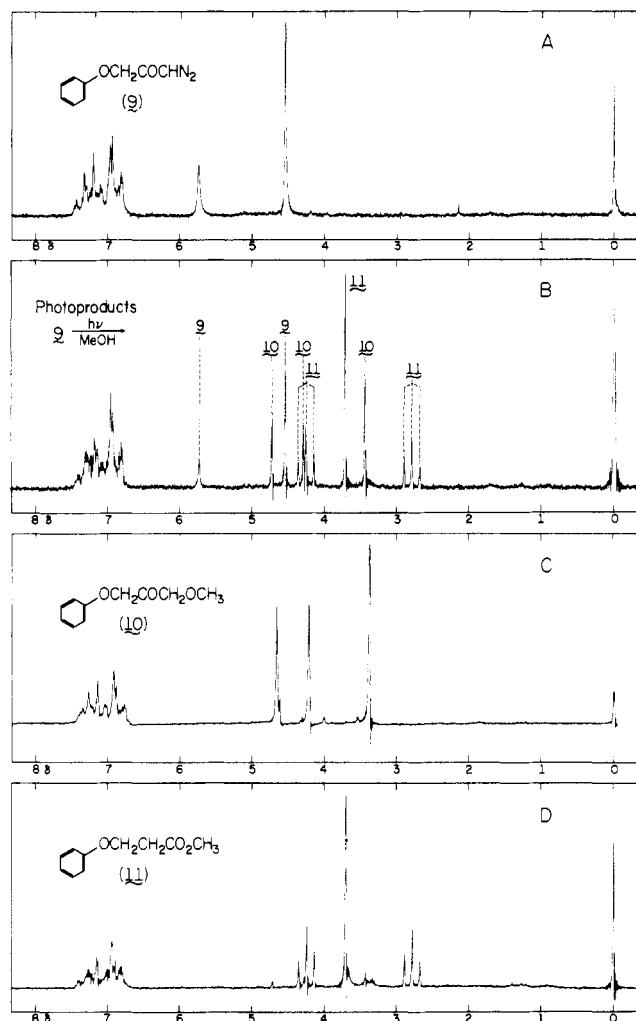 A
OCH2COCHN2
(9)
8 δ 7 6 5 4 3 2 1 0
B
Photoproducts
9 hν
MeOH
9 10 9 10 11 11 10 11
8 δ 7 6 5 4 3 2 1 0
C
OCH2COCH2OCH3
(10)
8 δ 7 6 5 4 3 2 1 0
D
OCH2CH2CO2CH3
(11)
8 δ 7 6 5 4 3 2 1 0